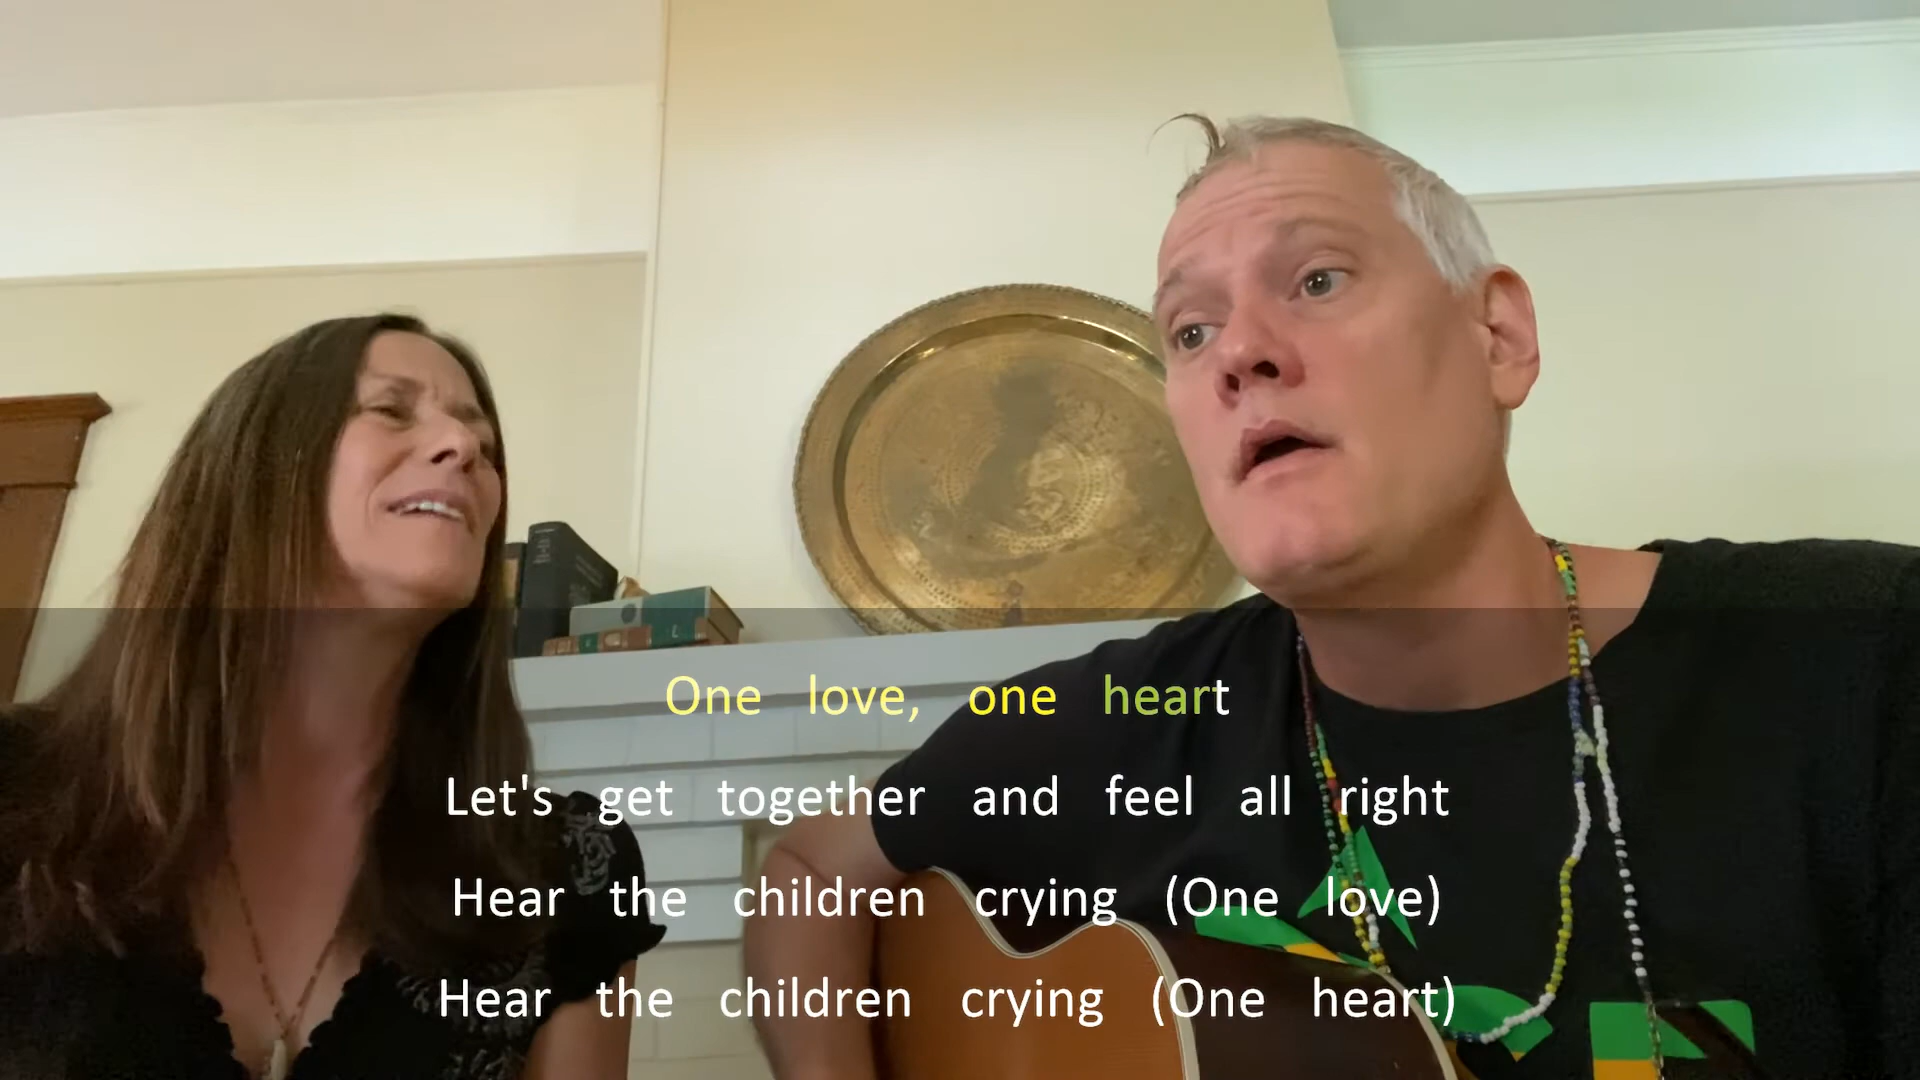 One love, one heart
Let's get together and feel all right
Hear the children crying (One love)
Hear the children crying (One heart)